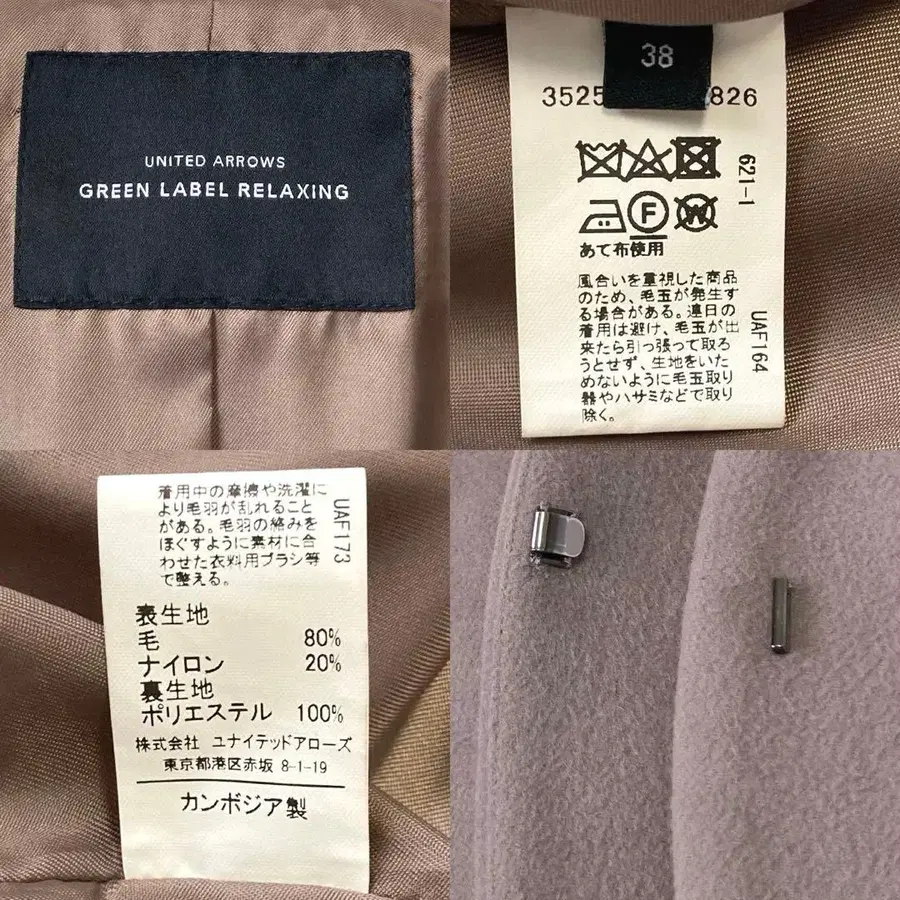 UNITED ARROWS
GREEN LABEL RELAXING
38
3525 826
621-1
F
W
あて布使用
風合いを重視した商品
のため、毛玉が発生す
る場合がある。連日の
着用は避け、毛玉が出
来たら引っ張って取ろ
うとせず、生地をいた
めないように毛玉取り
器やハサミなどで取り
除く。
UAF164
着用中の摩擦や洗濯に
より毛羽が乱れること
がある。毛羽の絡みを
ほぐすように素材に合
わせた衣料用ブラシ等
で整える。
UAF173
表生地
毛 80%
ナイロン 20%
裏生地
ポリエステル 100%
株式会社 ユナイテッドアローズ
東京都港区赤坂 8-1-19
カンボジア製